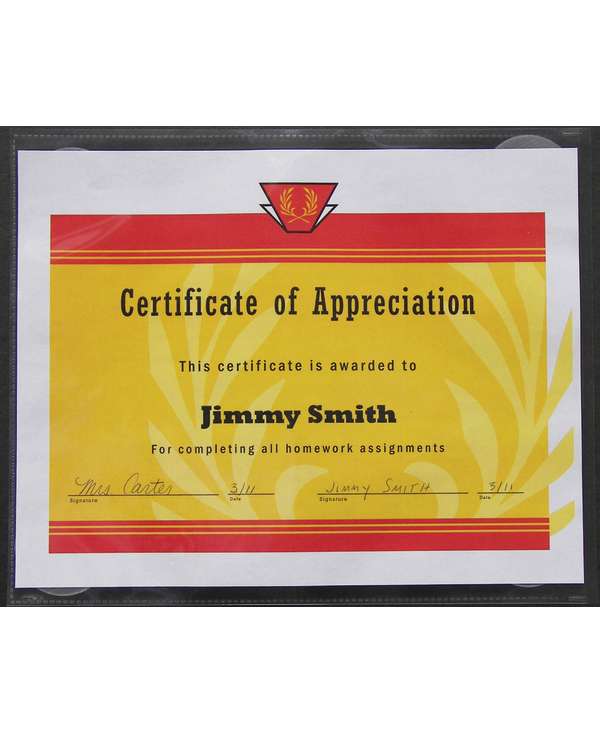 Certificate of Appreciation
This certificate is awarded to
Jimmy Smith
For completing all homework assignments
Mrs Carter 3/11 JIMMY SMITH 3/11
Signature Date Signature Date